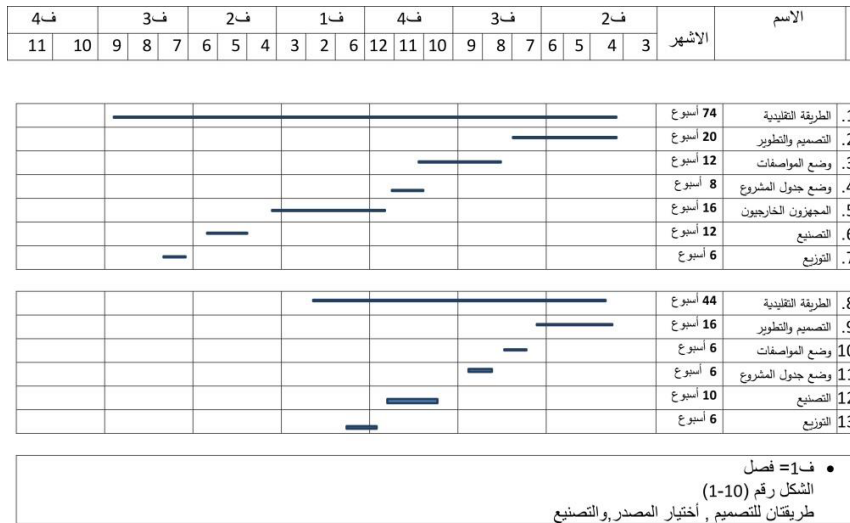 الاسم الاشهر ف2 ف3 ف4 ف1 ف2 ف3 ف4
3 4 5 6 7 8 9 10 11 12 6 2 3 4 5 6 7 8 9 10 11
1. الطريقة التقليدية 74 أسبوع
2. التصميم والتطوير 20 أسبوع
3. وضع المواصفات 12 أسبوع
4. وضع جدول المشروع 8 أسبوع
5. المجهزون الخارجيون 16 أسبوع
6. التصنيع 12 أسبوع
7. التوزيع 6 أسبوع
8. الطريقة التقليدية 44 أسبوع
9. التصميم والتطوير 16 أسبوع
10 وضع المواصفات 6 أسبوع
11 وضع جدول المشروع 6 أسبوع
12 التصنيع 10 أسبوع
13 التوزيع 6 أسبوع
• ف1= فصل
الشكل رقم (10-1)
طريقتان للتصميم , أختيار المصدر,والتصنيع